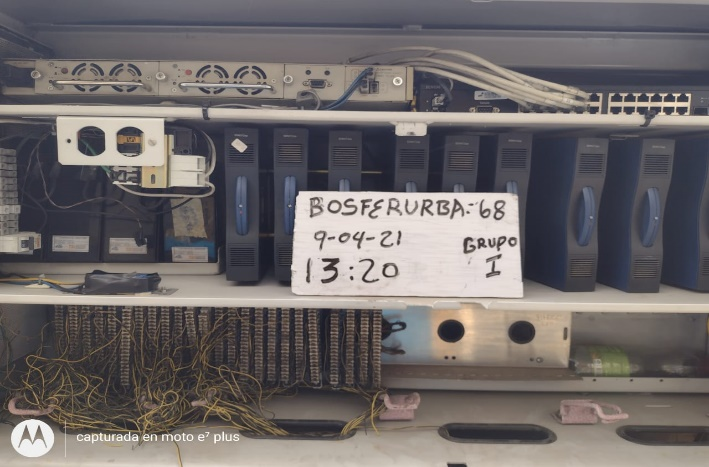 BOSFERURBA-68
9-04-21
GRUPO
13:20
I
capturada en moto e⁷ plus